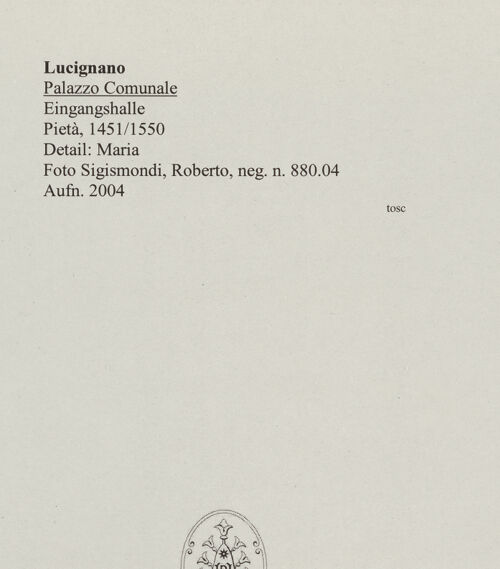 Lucignano
Palazzo Comunale
Eingangshalle
Pietà, 1451/1550
Detail: Maria
Foto Sigismondi, Roberto, neg. n. 880.04
Aufn. 2004
tosc